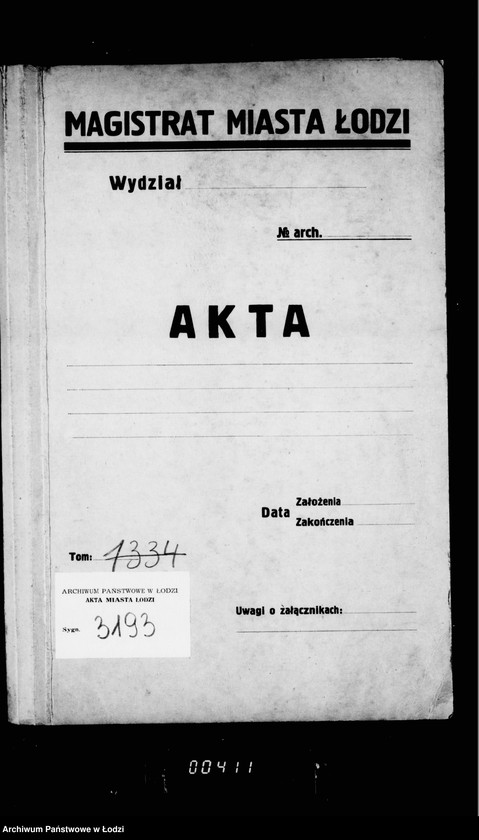 MAGISTRAT MIASTA ŁODZI
Wydział
№ arch.
AKTA
Data Założenia
Zakończenia
Tom: 1334
ARCHIWUM PAŃSTWOWE W ŁODZI
AKTA MIASTA ŁODZI
Sygn. 3193
Uwagi o załącznikach:
00411
Archiwum Państwowe w Łodzi